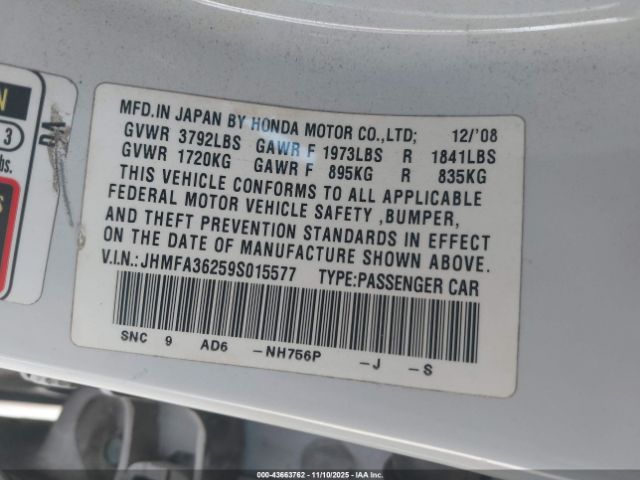 MFD.IN JAPAN BY HONDA MOTOR CO.,LTD; 12/'08
GVWR 3792LBS GAWR F 1973LBS R 1841LBS
GVWR 1720KG GAWR F 895KG R 835KG
THIS VEHICLE CONFORMS TO ALL APPLICABLE
FEDERAL MOTOR VEHICLE SAFETY ,BUMPER,
AND THEFT PREVENTION STANDARDS IN EFFECT
ON THE DATE OF MANUFACTURE SHOWN ABOVE.
V.I.N.:JHMFA36259S015577 TYPE:PASSENGER CAR
SNC 9 AD6 -NH756P -J -S
N
3
bs.
S
00-43663762 - 11/10/2025 - IAA Inc.